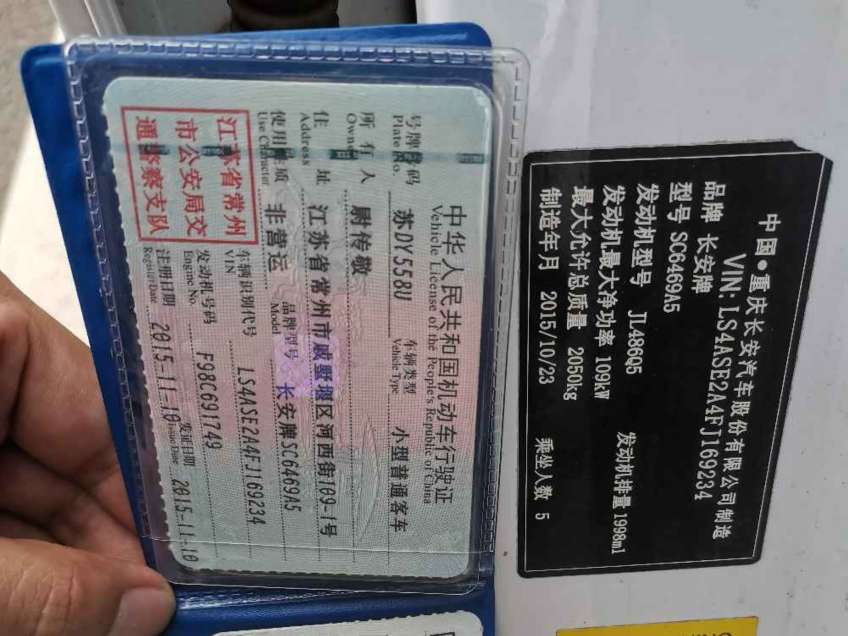 中华人民共和国机动车行驶证
Vehicle License of the People's Republic of China
号牌号码 苏DY558U 车辆类型 小型普通客车
Plate No. Vehicle Type
所有人 尉传敬
Owner
住址 江苏省常州市戚墅堰区河西街109-1号
Address
使用性质 非营运 品牌型号 长安牌SC6469A5
Use Character Model
江苏省常州
市公安局交
通警察支队
车辆识别代号 LS4ASE2A4FJ169234
VIN
发动机号码 F98C691749
Engine No.
注册日期 2015-11-10 发证日期 2015-11-10
Register Date Issue Date
中国●重庆长安汽车股份有限公司制造
VIN: LS4ASE2A4FJ169234
品牌 长安牌
型号 SC6469A5
发动机型号 JL486Q5 发动机排量 1998ml
发动机最大净功率 109kW
最大允许总质量 2050kg 乘坐人数 5
制造年月 2015/10/23